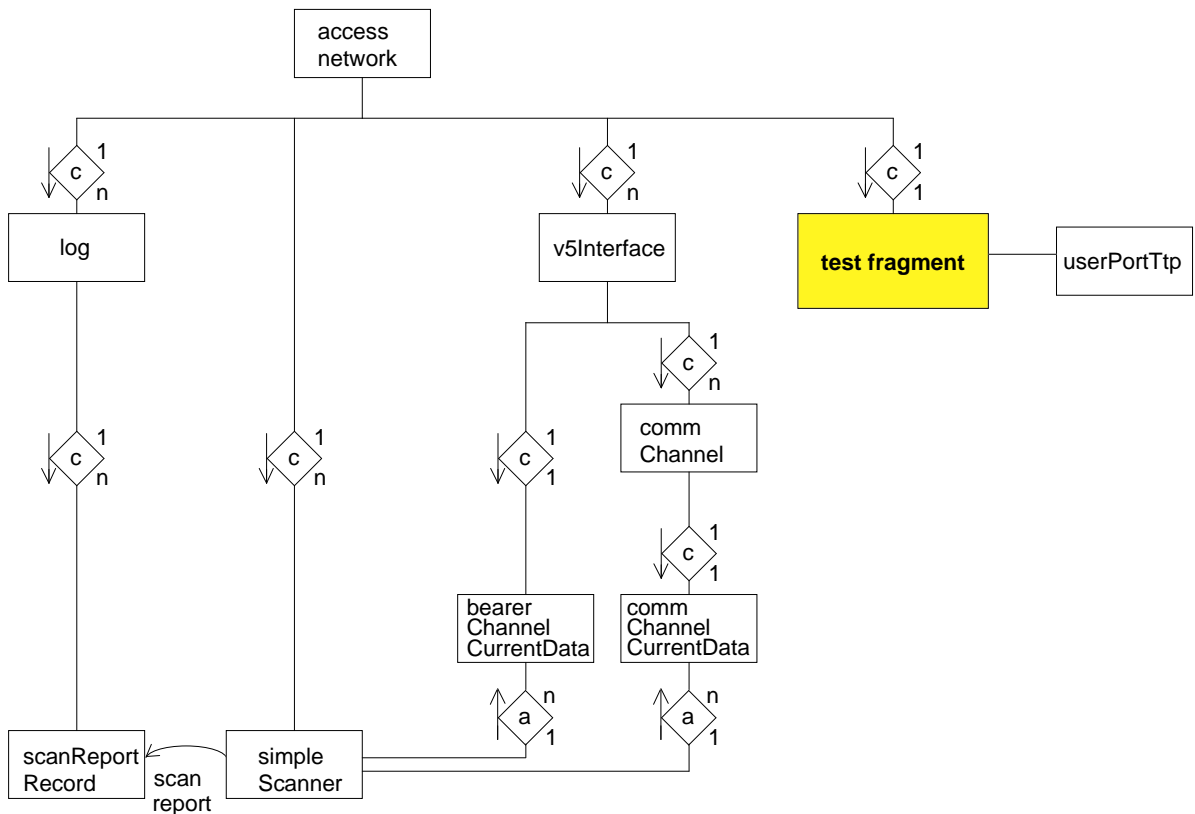 access
network
1
c
n
1
c
n
1
c
1
log
v5Interface
test fragment
userPortTtp
1
c
n
comm
Channel
1
c
n
1
c
n
1
c
1
1
c
1
bearer
Channel
CurrentData
comm
Channel
CurrentData
n
a
1
n
a
1
scanReport
Record
scan
report
simple
Scanner